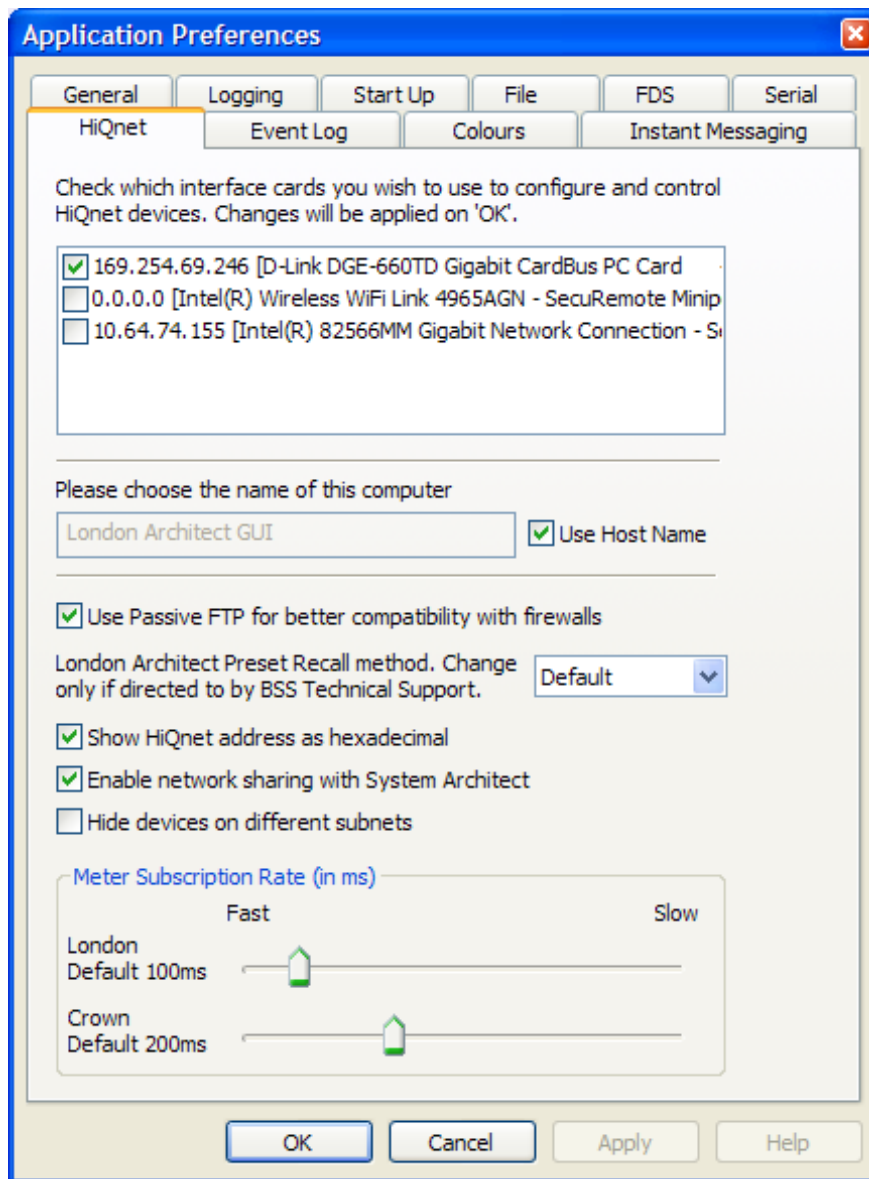 Application Preferences
General Logging Start Up File FDS Serial
HiQnet Event Log Colours Instant Messaging
Check which interface cards you wish to use to configure and control
HiQnet devices. Changes will be applied on 'OK'.
169.254.69.246 [D-Link DGE-660TD Gigabit CardBus PC Card -
0.0.0.0 [Intel(R) Wireless WiFi Link 4965AGN - SecuRemote Minip
10.64.74.155 [Intel(R) 82566MM Gigabit Network Connection - Se
Please choose the name of this computer
London Architect GUI Use Host Name
Use Passive FTP for better compatibility with firewalls
London Architect Preset Recall method. Change
only if directed to by BSS Technical Support.
Default
Show HiQnet address as hexadecimal
Enable network sharing with System Architect
Hide devices on different subnets
Meter Subscription Rate (in ms)
Fast Slow
London
Default 100ms
Crown
Default 200ms
OK Cancel Apply Help